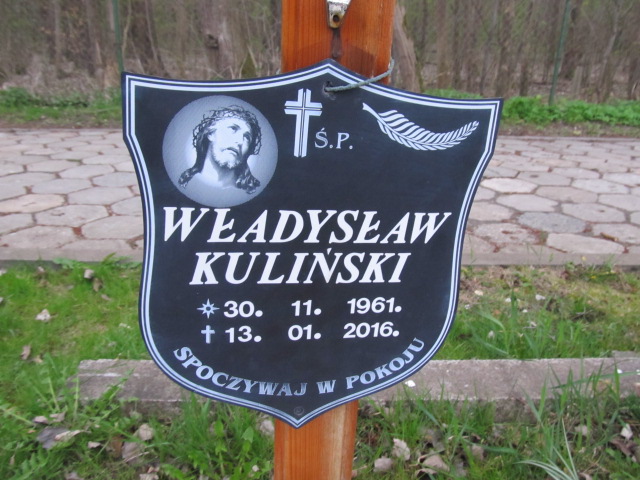 Ś.P.
WŁADYSŁAW
KULIŃSKI
30. 11. 1961.
13. 01. 2016.
SPOCZYWAJ W POKOJU